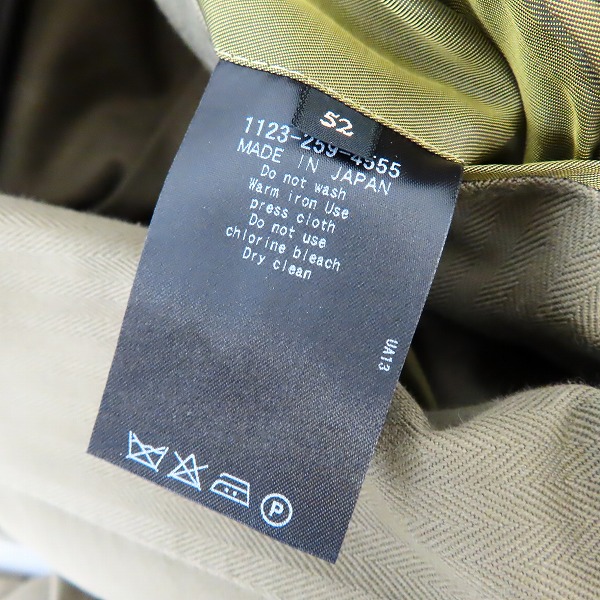 52
1123-259-4555
MADE IN JAPAN
Do not wash
Warm iron Use
press cloth
Do not use
chlorine bleach
Dry clean
UA13
P